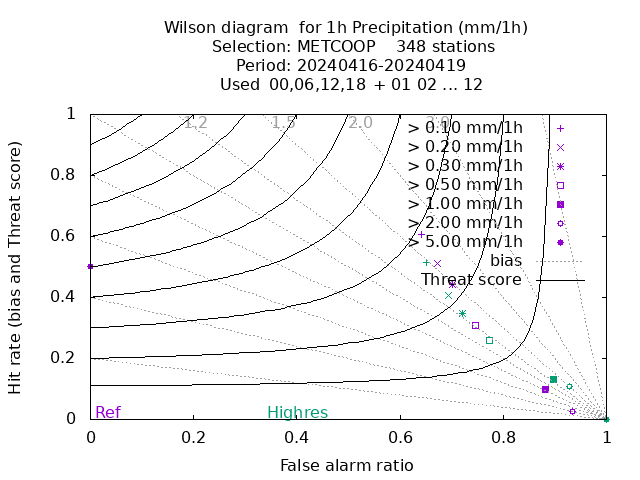 Wilson diagram  for 1h Precipitation (mm/1h)
Selection: METCOOP    348 stations
Period: 20240416-20240419
Used  00,06,12,18  + 01 02 ... 12
Hit rate (bias and Threat score)
1
0.8
0.6
0.4
0.2
0
1.2
1.5
2.0
3.0
> 0.10 mm/1h
> 0.20 mm/1h
> 0.30 mm/1h
> 0.50 mm/1h
> 1.00 mm/1h
> 2.00 mm/1h
> 5.00 mm/1h
bias
Threat score
Ref
Highres
0
0.2
0.4
0.6
0.8
1
False alarm ratio